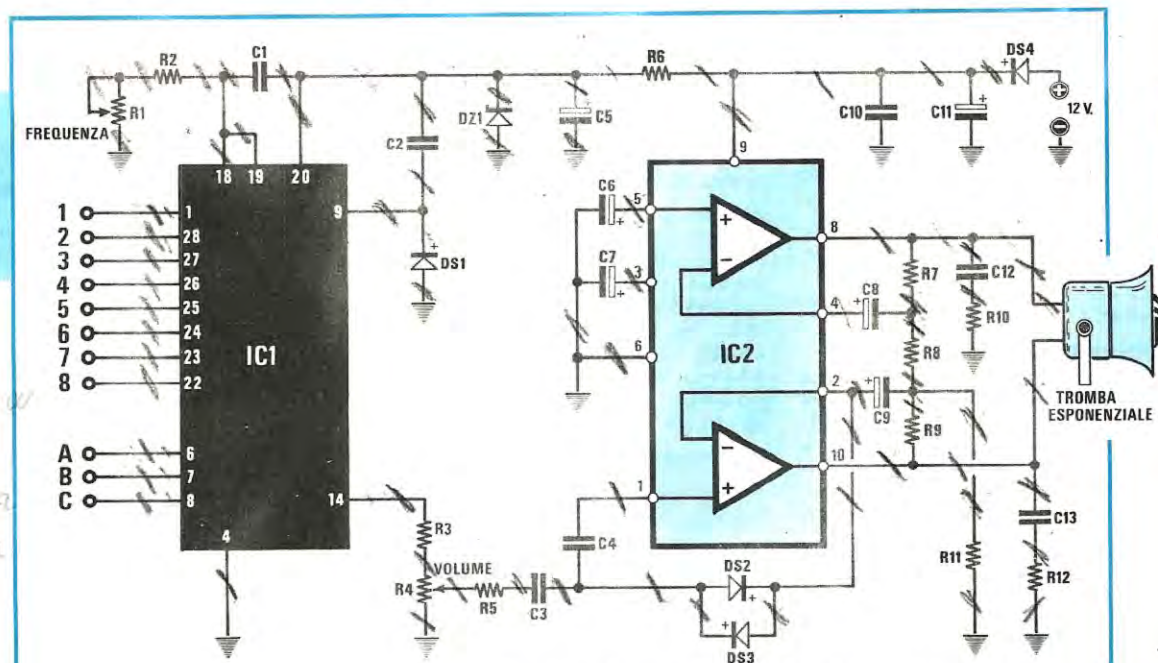 R2
C1
R6
DS4
+
R1
FREQUENZA
C2
DZ1
C5
+
C10
C11
+
12 V.
18
19
20
9
9
1
2
3
4
5
6
7
8
1
28
27
26
25
24
23
22
IC1
DS1
+
A
B
C
6
7
8
4
14
R3
R4
VOLUME
R5
C3
C4
C6
+
C7
+
5
3
6
1
+
-
IC2
-
+
8
4
2
10
C8
+
C9
+
R7
R8
R9
C12
R10
R11
C13
R12
DS2
+
DS3
+
TROMBA
ESPONENZIALE